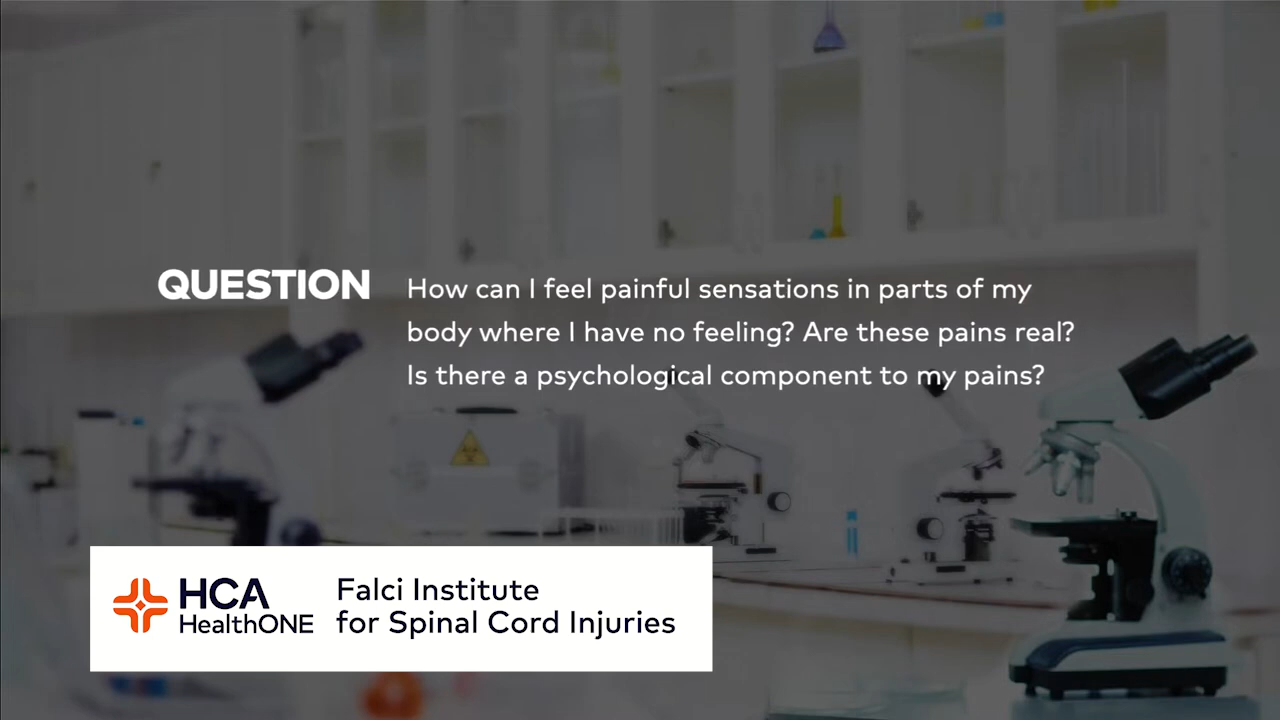 QUESTION
How can I feel painful sensations in parts of my
body where I have no feeling? Are these pains real?
Is there a psychological component to my pains?
HCA
HealthONE
Falci Institute
for Spinal Cord Injuries